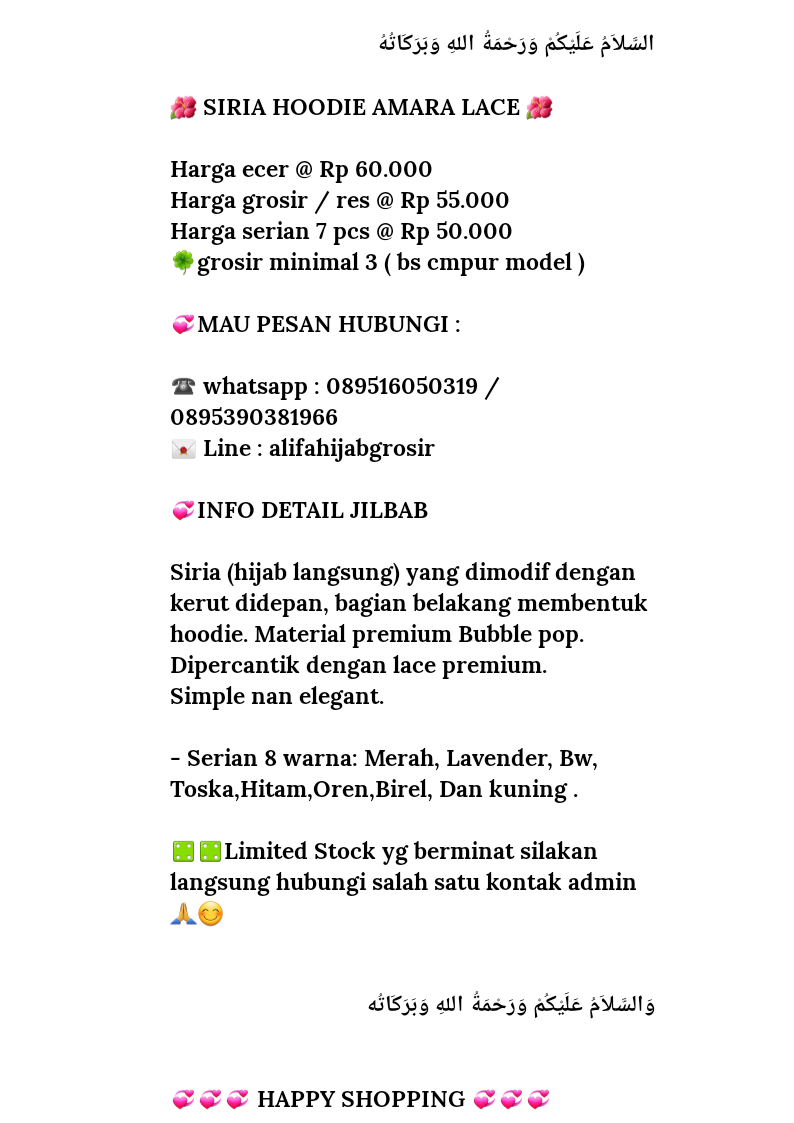 السَّلاَمُ عَلَيْكُمْ وَرَحْمَةُ اللهِ وَبَرَكَاتُهُ
🌺 SIRIA HOODIE AMARA LACE 🌺
Harga ecer @ Rp 60.000
Harga grosir / res @ Rp 55.000
Harga serian 7 pcs @ Rp 50.000
🍀grosir minimal 3 ( bs cmpur model )
💞MAU PESAN HUBUNGI :
☎ whatsapp : 089516050319 /
0895390381966
💌 Line : alifahijabgrosir
💞INFO DETAIL JILBAB
Siria (hijab langsung) yang dimodif dengan
kerut didepan, bagian belakang membentuk
hoodie. Material premium Bubble pop.
Dipercantik dengan lace premium.
Simple nan elegant.
- Serian 8 warna: Merah, Lavender, Bw,
Toska,Hitam,Oren,Birel, Dan kuning .
Limited Stock yg berminat silakan
langsung hubungi salah satu kontak admin
🙏😊
وَالسَّلاَمُ عَلَيْكُمْ وَرَحْمَةُ اللهِ وَبَرَكَاتُه
💞💞💞 HAPPY SHOPPING 💞💞💞